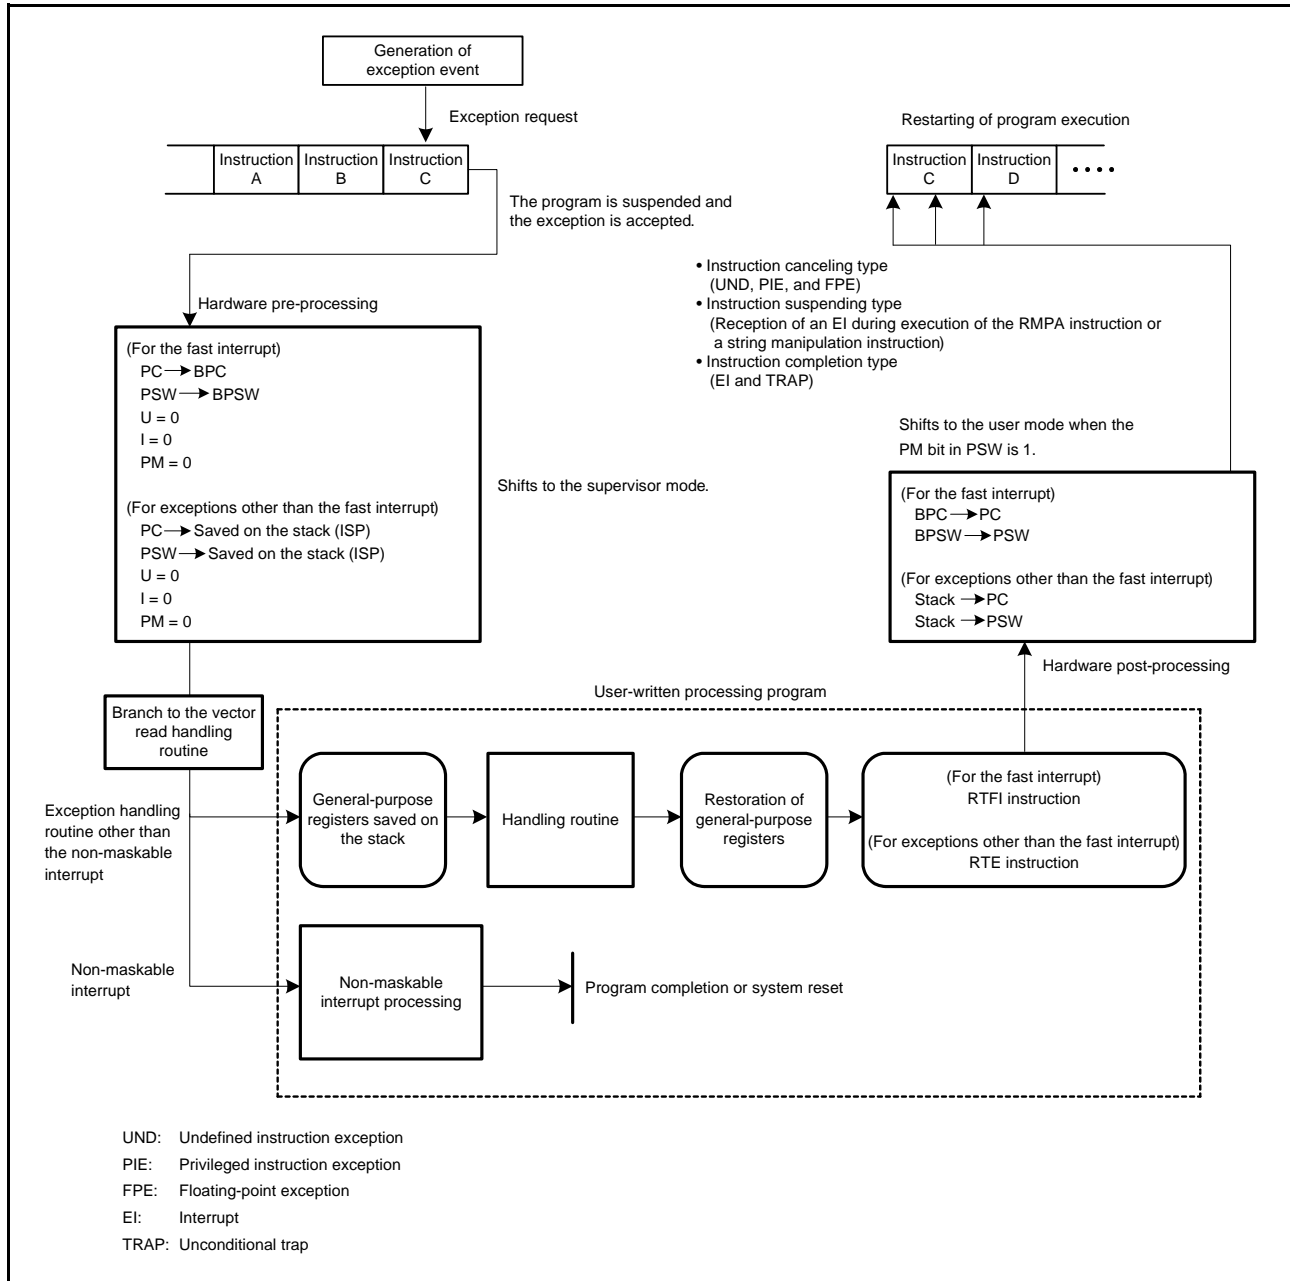 Generation of
exception event
Exception request
Restarting of program execution
Instruction
A
Instruction
B
Instruction
C
Instruction
C
Instruction
D
• • • •
The program is suspended and
the exception is accepted.
• Instruction canceling type
(UND, PIE, and FPE)
• Instruction suspending type
(Reception of an EI during execution of the RMPA instruction or
a string manipulation instruction)
• Instruction completion type
(EI and TRAP)
Hardware pre-processing
(For the fast interrupt)
PC → BPC
PSW → BPSW
U = 0
I = 0
PM = 0
(For exceptions other than the fast interrupt)
PC → Saved on the stack (ISP)
PSW → Saved on the stack (ISP)
U = 0
I = 0
PM = 0
Shifts to the supervisor mode.
Shifts to the user mode when the
PM bit in PSW is 1.
(For the fast interrupt)
BPC → PC
BPSW → PSW
(For exceptions other than the fast interrupt)
Stack → PC
Stack → PSW
Hardware post-processing
User-written processing program
Branch to the vector
read handling
routine
Exception handling
routine other than
the non-maskable
interrupt
General-purpose
registers saved on
the stack
Handling routine
Restoration of
general-purpose
registers
(For the fast interrupt)
RTFI instruction
(For exceptions other than the fast interrupt)
RTE instruction
Non-maskable
interrupt
Non-maskable
interrupt processing
Program completion or system reset
UND: Undefined instruction exception
PIE: Privileged instruction exception
FPE: Floating-point exception
EI: Interrupt
TRAP: Unconditional trap